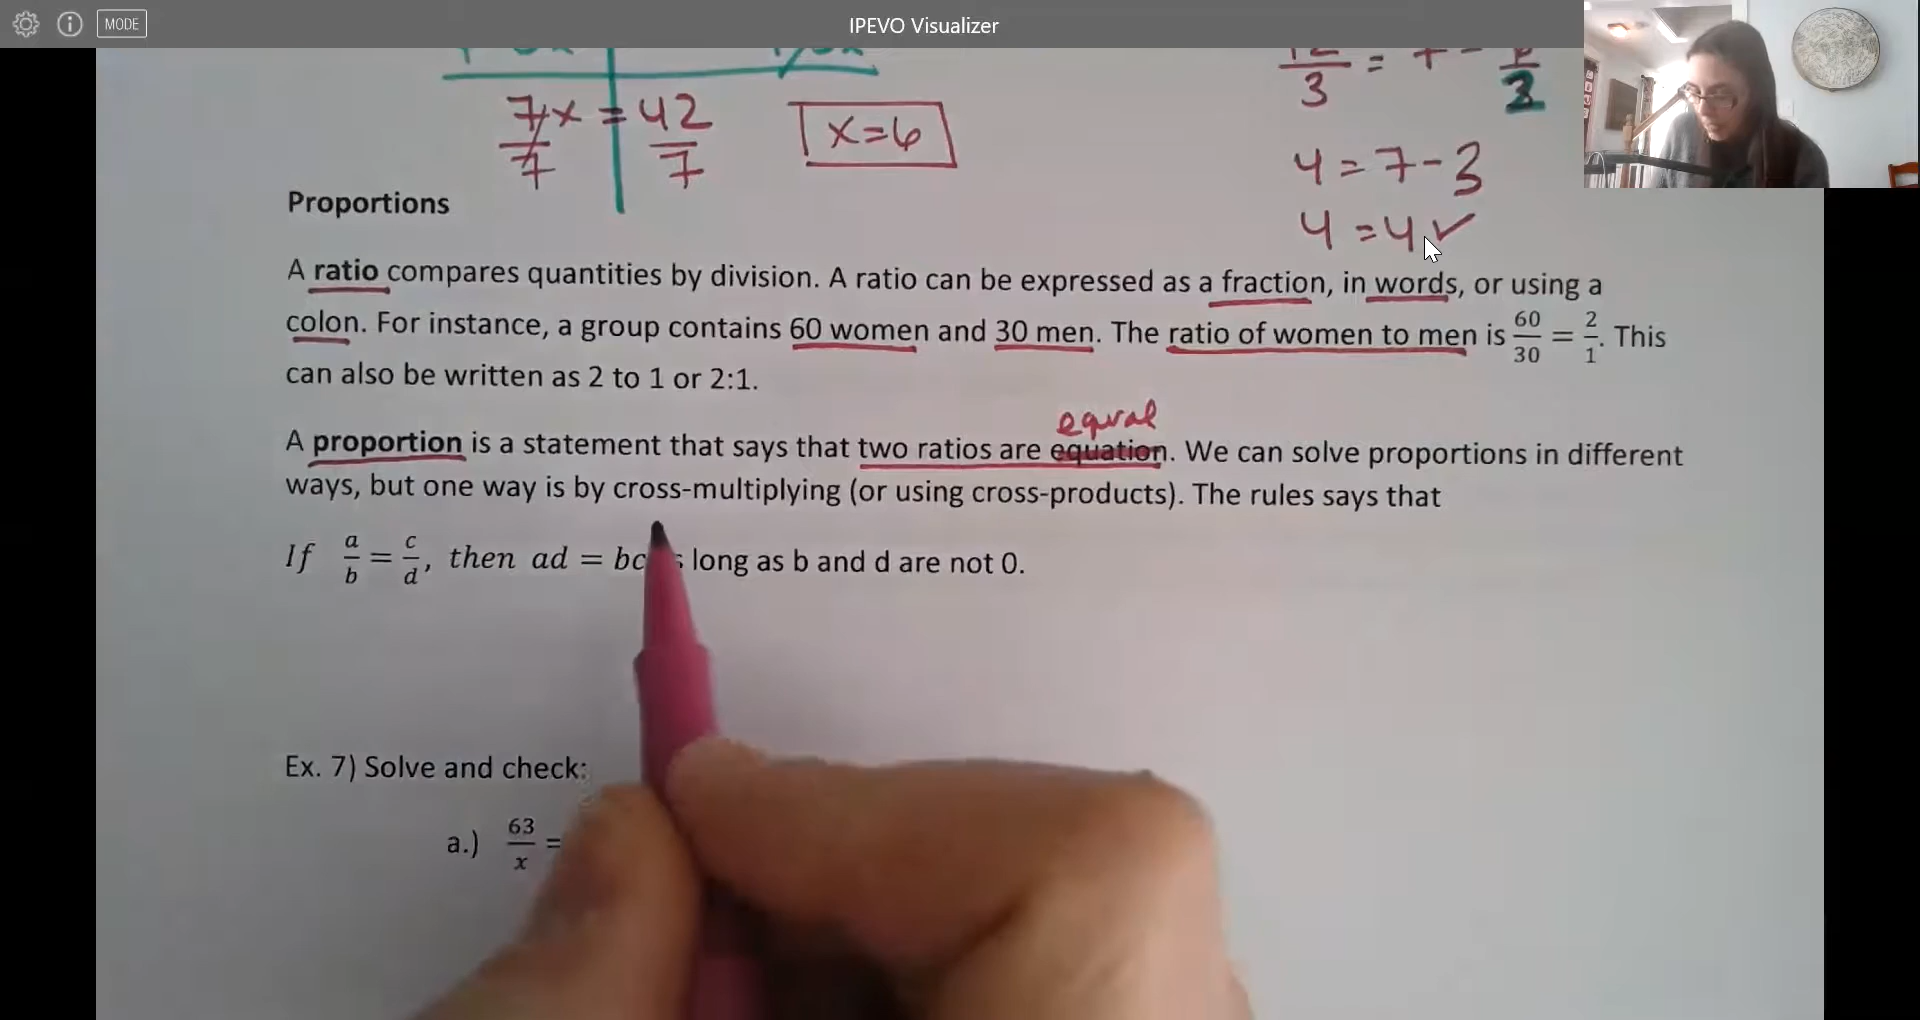 MODE
IPEVO Visualizer
12/3 = 7 -
3
7x = 42
7 7
x=6
4 = 7-3
4 = 4 ✓
Proportions
A ratio compares quantities by division. A ratio can be expressed as a fraction, in words, or using a
colon. For instance, a group contains 60 women and 30 men. The ratio of women to men is 60/30 = 2/1. This
can also be written as 2 to 1 or 2:1.
equal
A proportion is a statement that says that two ratios are equation. We can solve proportions in different
ways, but one way is by cross-multiplying (or using cross-products). The rules says that
If a/b = c/d, then ad = bc long as b and d are not 0.
Ex. 7) Solve and check:
a.) 63/x =